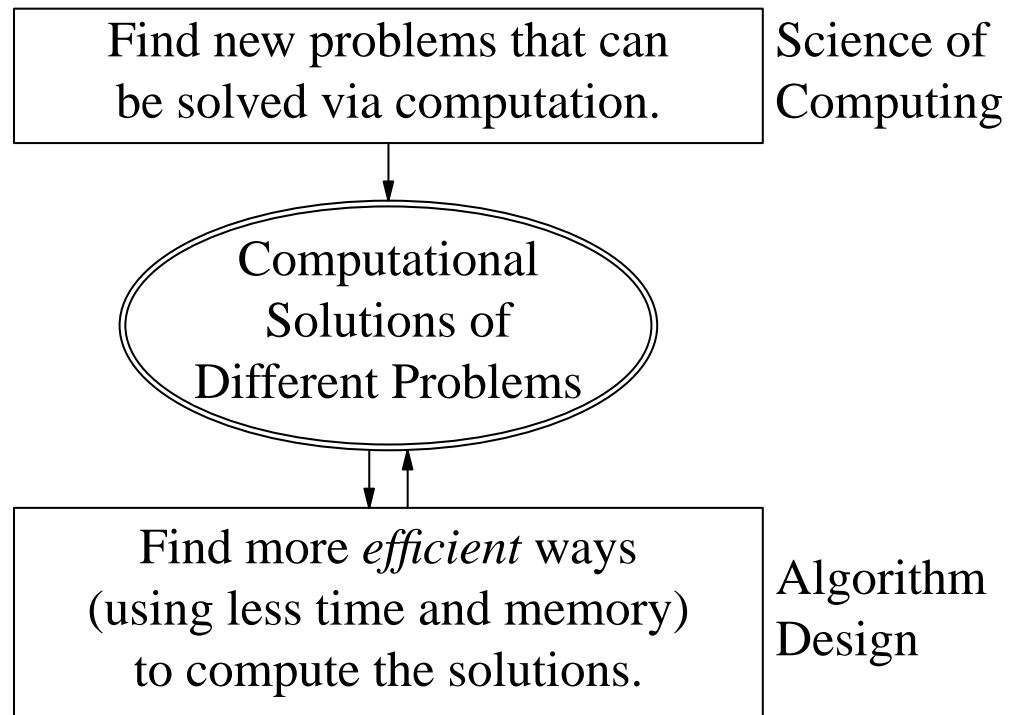 Find new problems that can
be solved via computation.
Science of
Computing
Computational
Solutions of
Different Problems
Find more efficient ways
(using less time and memory)
to compute the solutions.
Algorithm
Design